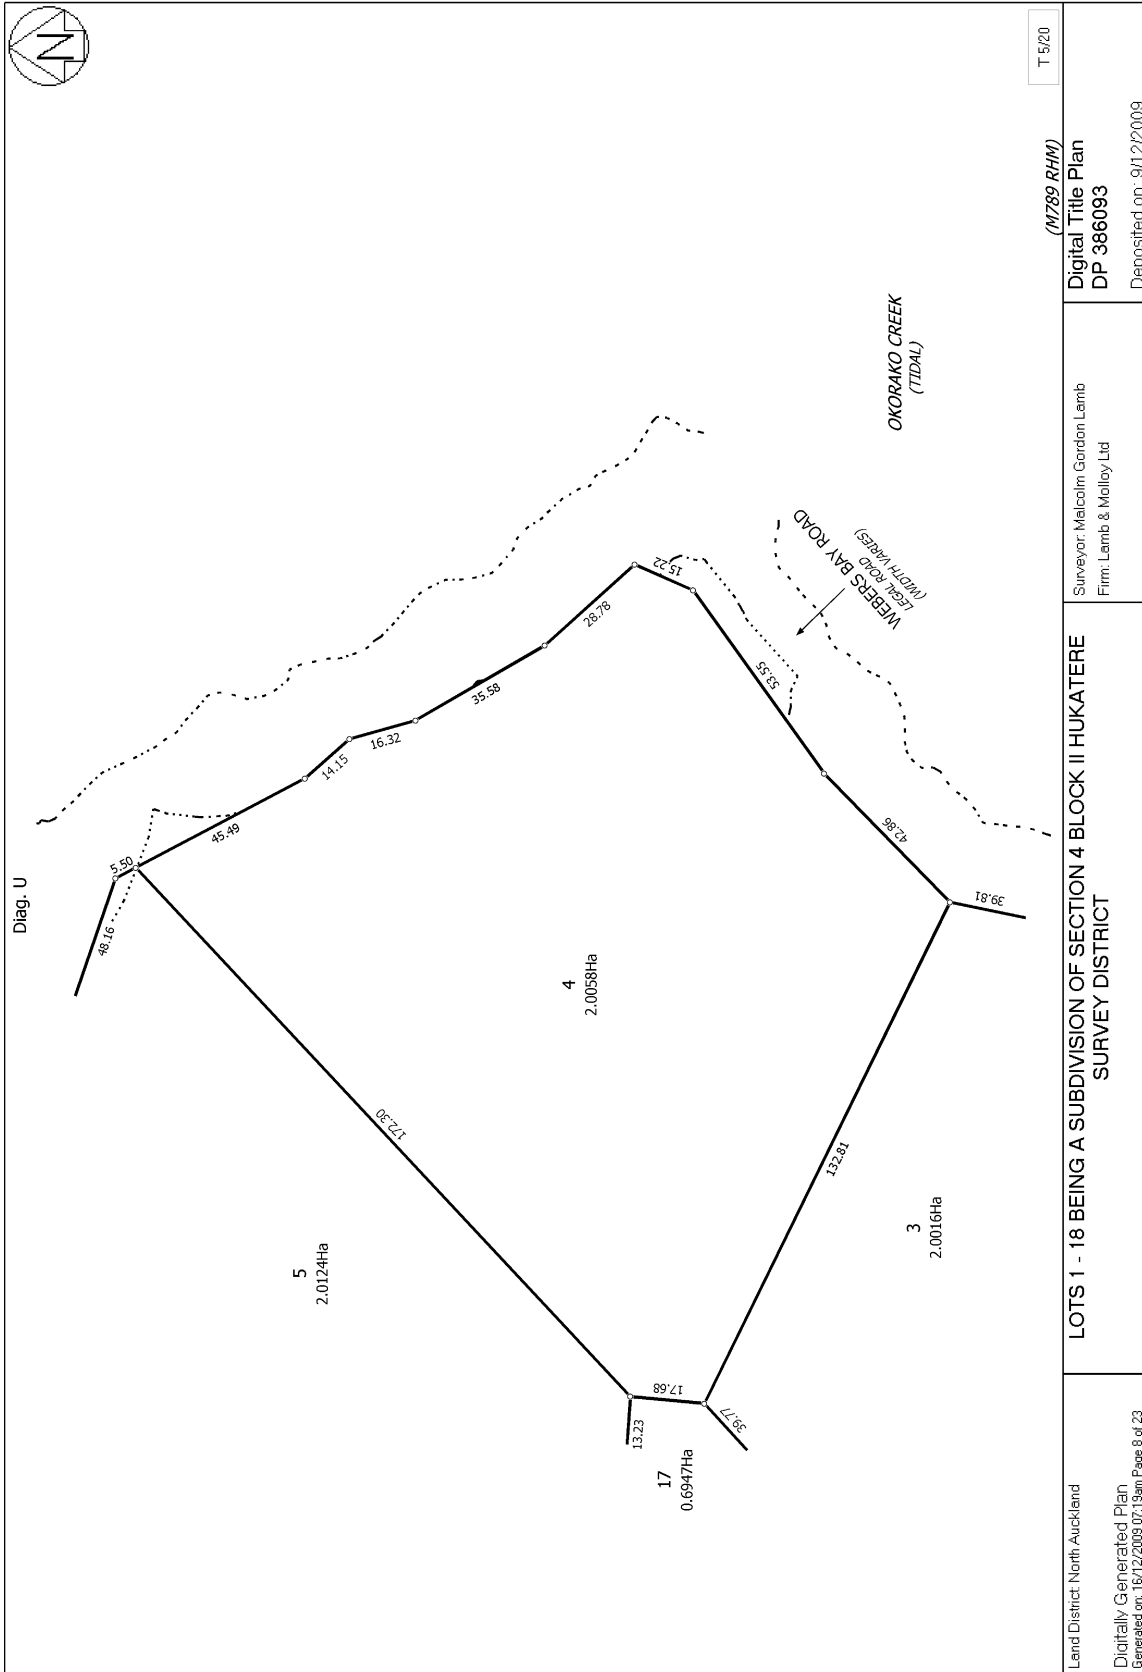 Diag. U
N
T 5/20
5.50
48.16
45.49
14.15
16.32
35.58
28.78
15.22
53.55
42.86
39.81
172.30
132.81
17.68
13.23
39.77
4
2.0058Ha
5
2.0124Ha
3
2.0016Ha
17
0.6947Ha
WEBERS BAY ROAD
LEGAL ROAD
(WIDTH VARIES)
OKORAKO CREEK
(TIDAL)
(M789 RHM)
Land District: North Auckland
Digitally Generated Plan
Generated on: 16/12/2009 07:19am Page 8 of 23
LOTS 1 - 18 BEING A SUBDIVISION OF SECTION 4 BLOCK II HUKATERE
SURVEY DISTRICT
Surveyor: Malcolm Gordon Lamb
Firm: Lamb & Molloy Ltd
Digital Title Plan
DP 386093
Deposited on: 9/12/2009